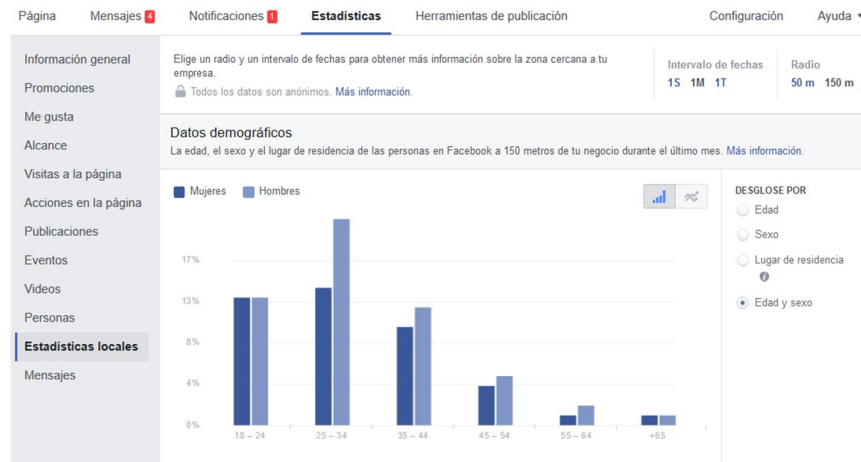 Página Mensajes 4 Notificaciones 1 Estadísticas Herramientas de publicación Configuración Ayuda
Información general
Promociones
Me gusta
Alcance
Visitas a la página
Acciones en la página
Publicaciones
Eventos
Videos
Personas
Estadísticas locales
Mensajes
Elige un radio y un intervalo de fechas para obtener más información sobre la zona cercana a tu
empresa.
Todos los datos son anónimos. Más información.
Intervalo de fechas
1S 1M 1T
Radio
50 m 150 m
Datos demográficos
La edad, el sexo y el lugar de residencia de las personas en Facebook a 150 metros de tu negocio durante el último mes. Más información.
Mujeres Hombres
17%
13%
8%
4%
0%
18 – 24 25 – 34 35 – 44 45 – 54 55 – 64 +65
DESGLOSE POR
Edad
Sexo
Lugar de residencia
Edad y sexo